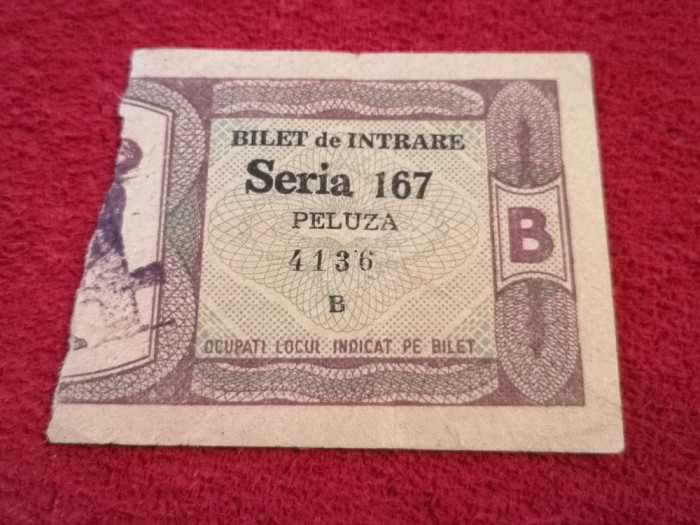 BILET de INTRARE
Seria 167
PELUZA
4136
B
B
OCUPATI LOCUL INDICAT PE BILET